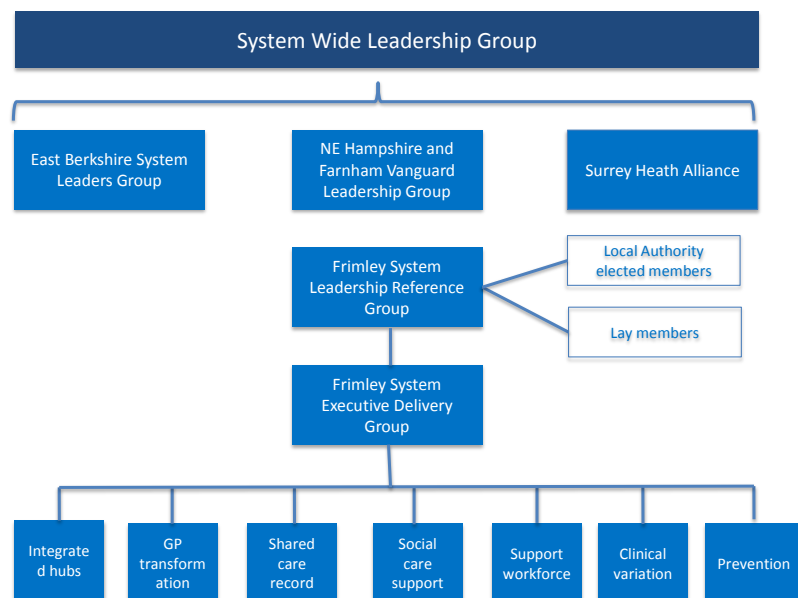 System Wide Leadership Group
East Berkshire System
Leaders Group
NE Hampshire and
Farnham Vanguard
Leadership Group
Surrey Heath Alliance
Frimley System
Leadership Reference
Group
Local Authority
elected members
Lay members
Frimley System
Executive Delivery
Group
Integrate
d hubs
GP
transform
ation
Shared
care
record
Social
care
support
Support
workforce
Clinical
variation
Prevention